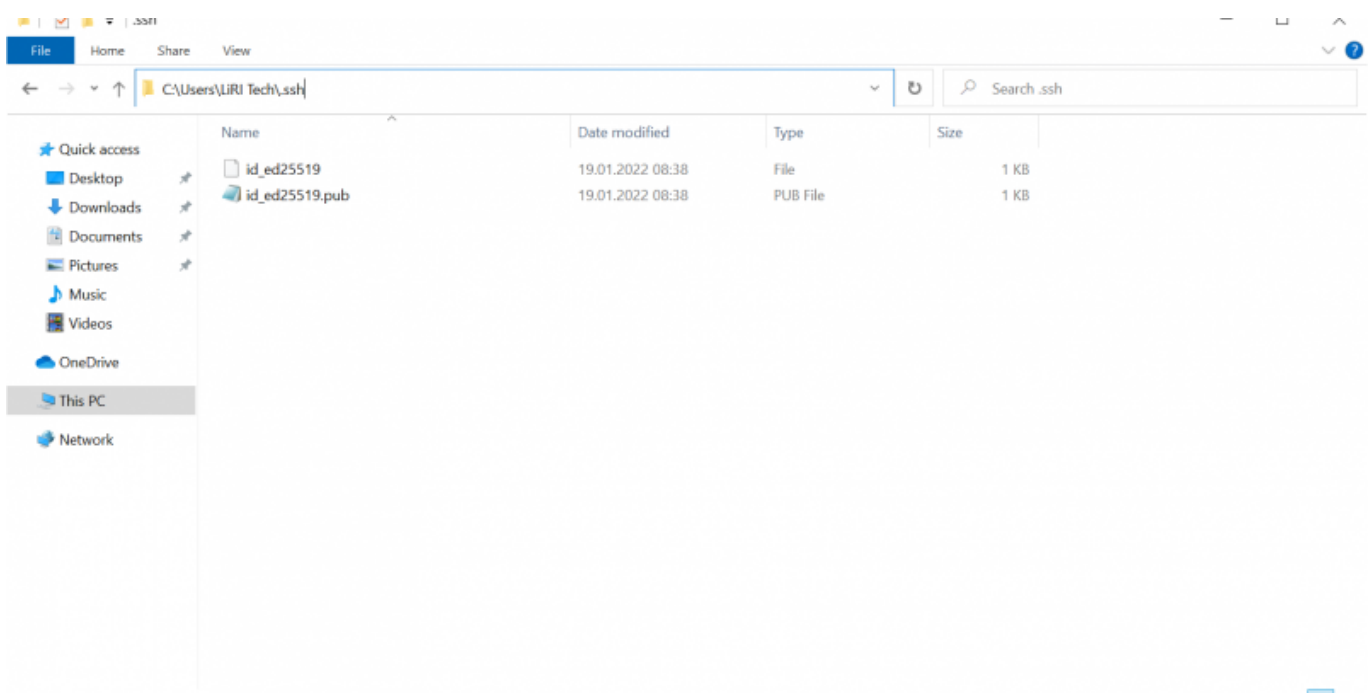 .ssh
File Home Share View
C:\Users\LiRI Tech\.ssh Search .ssh
Name Date modified Type Size
Quick access
id_ed25519 19.01.2022 08:38 File 1 KB
Desktop
id_ed25519.pub 19.01.2022 08:38 PUB File 1 KB
Downloads
Documents
Pictures
Music
Videos
OneDrive
This PC
Network